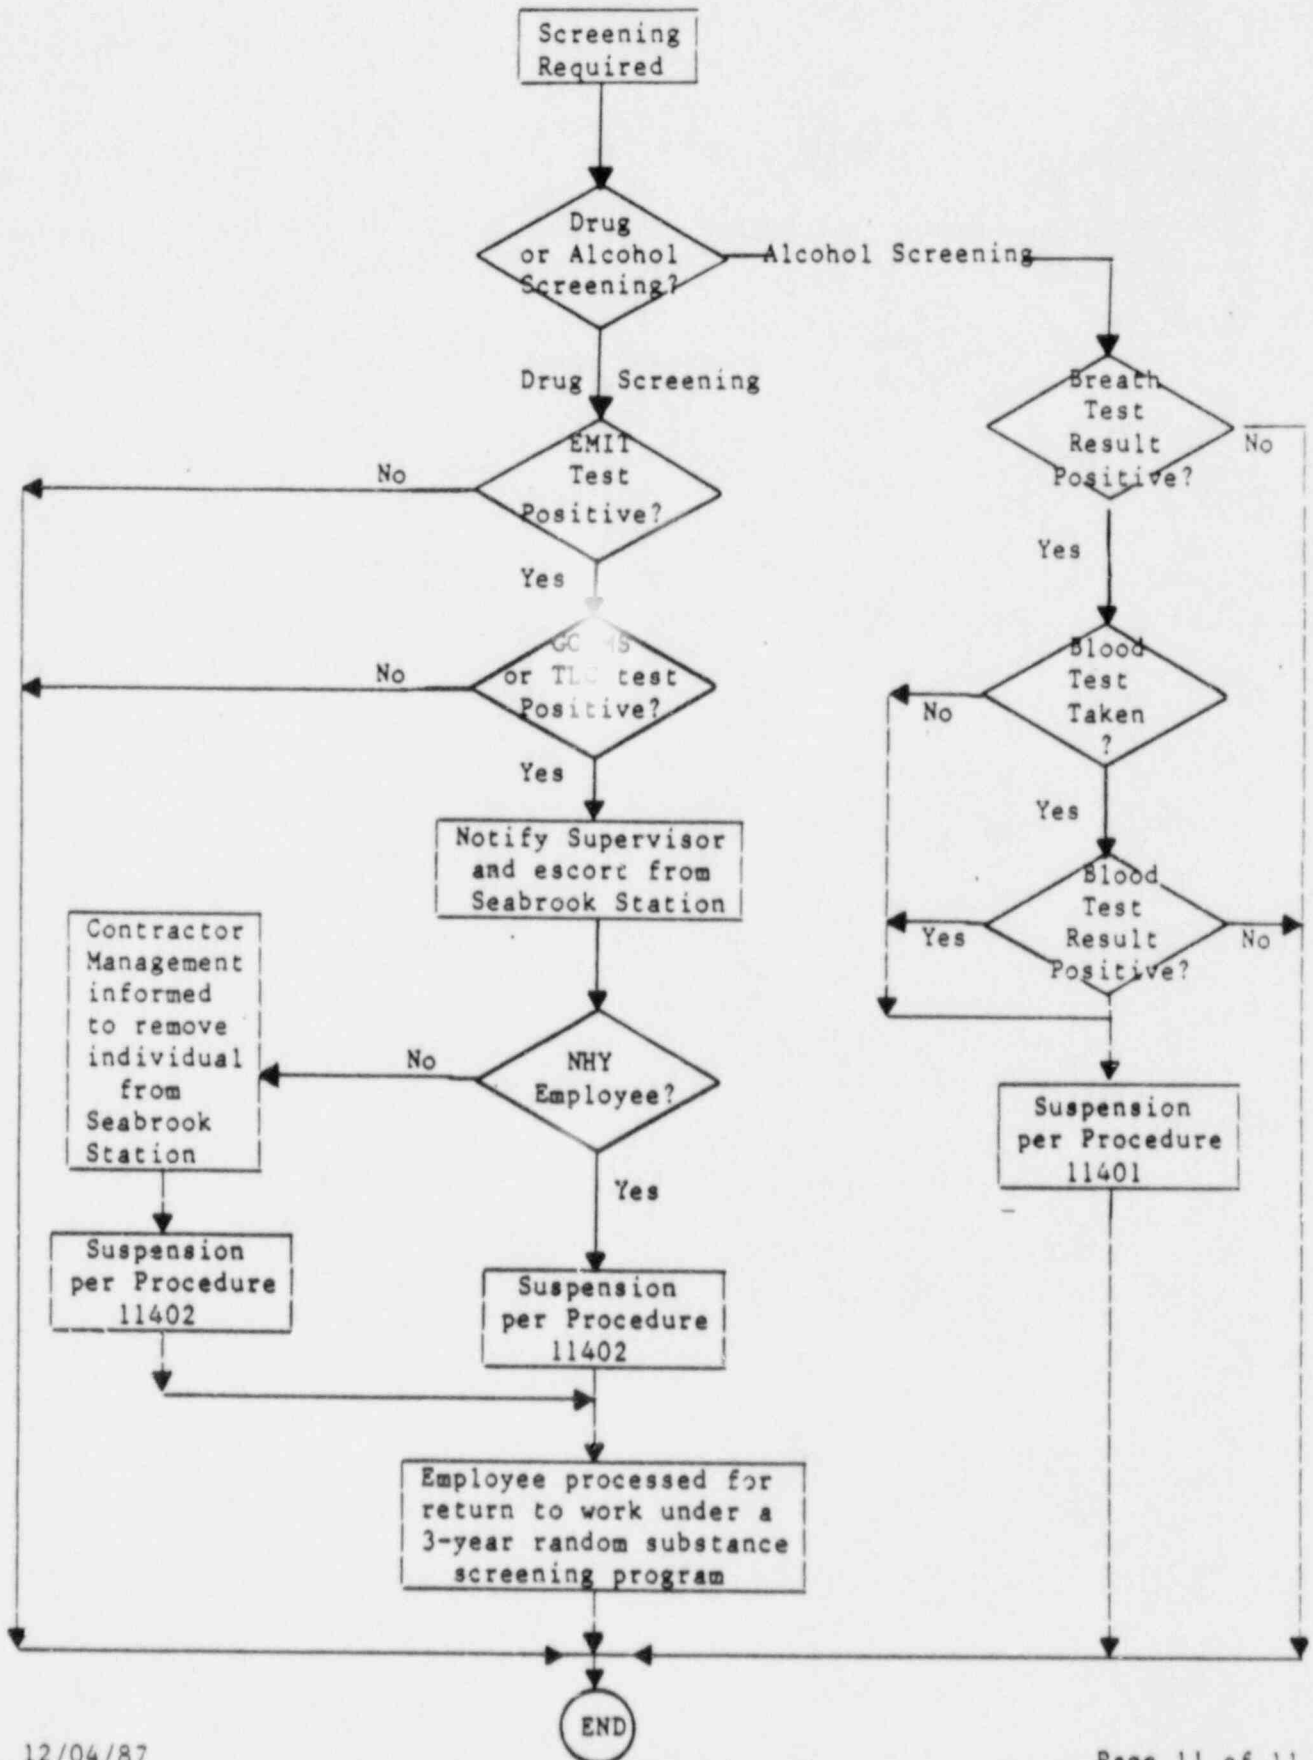 Screening
Required
Drug
or Alcohol
Screening?
Alcohol Screening
Drug Screening
Breath
Test
Result
Positive?
No
EMIT
Test
Positive?
No
Yes
Yes
or test
Positive?
No
Yes
Blood
Test
Taken
?
No
Yes
Notify Supervisor
and escort from
Seabrook Station
Blood
Test
Result
Positive?
Yes
No
Contractor
Management
informed
to remove
individual
from
Seabrook
Station
NHY
Employee?
No
Yes
Suspension
per Procedure
11401
Suspension
per Procedure
11402
Suspension
per Procedure
11402
Employee processed for
return to work under a
3-year random substance
screening program
END
12/04/87
Page 11 of 11